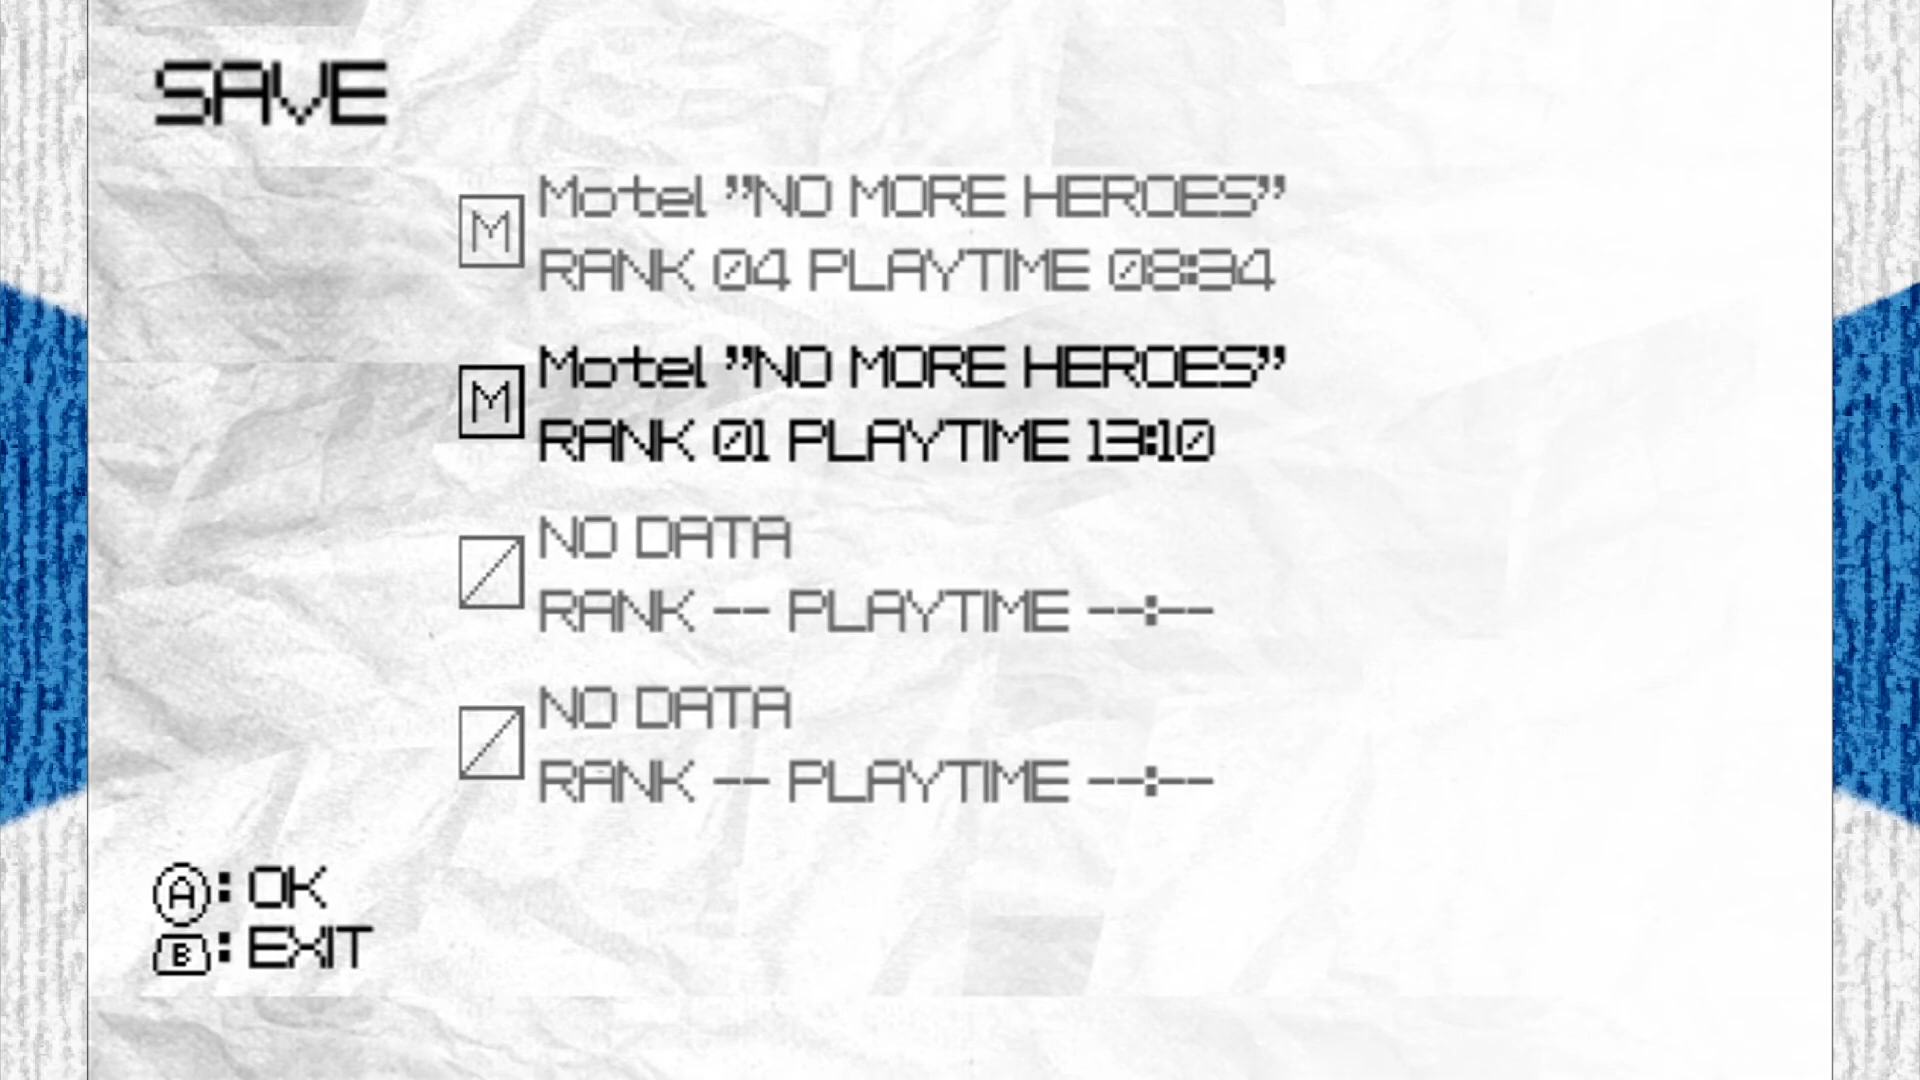 SAVE
M Motel ”NO MORE HEROES”
RANK 04 PLAYTIME 08:34
M Motel ”NO MORE HEROES”
RANK 01 PLAYTIME 13:10
NO DATA
RANK -- PLAYTIME --:--
NO DATA
RANK -- PLAYTIME --:--
A: OK
B: EXIT